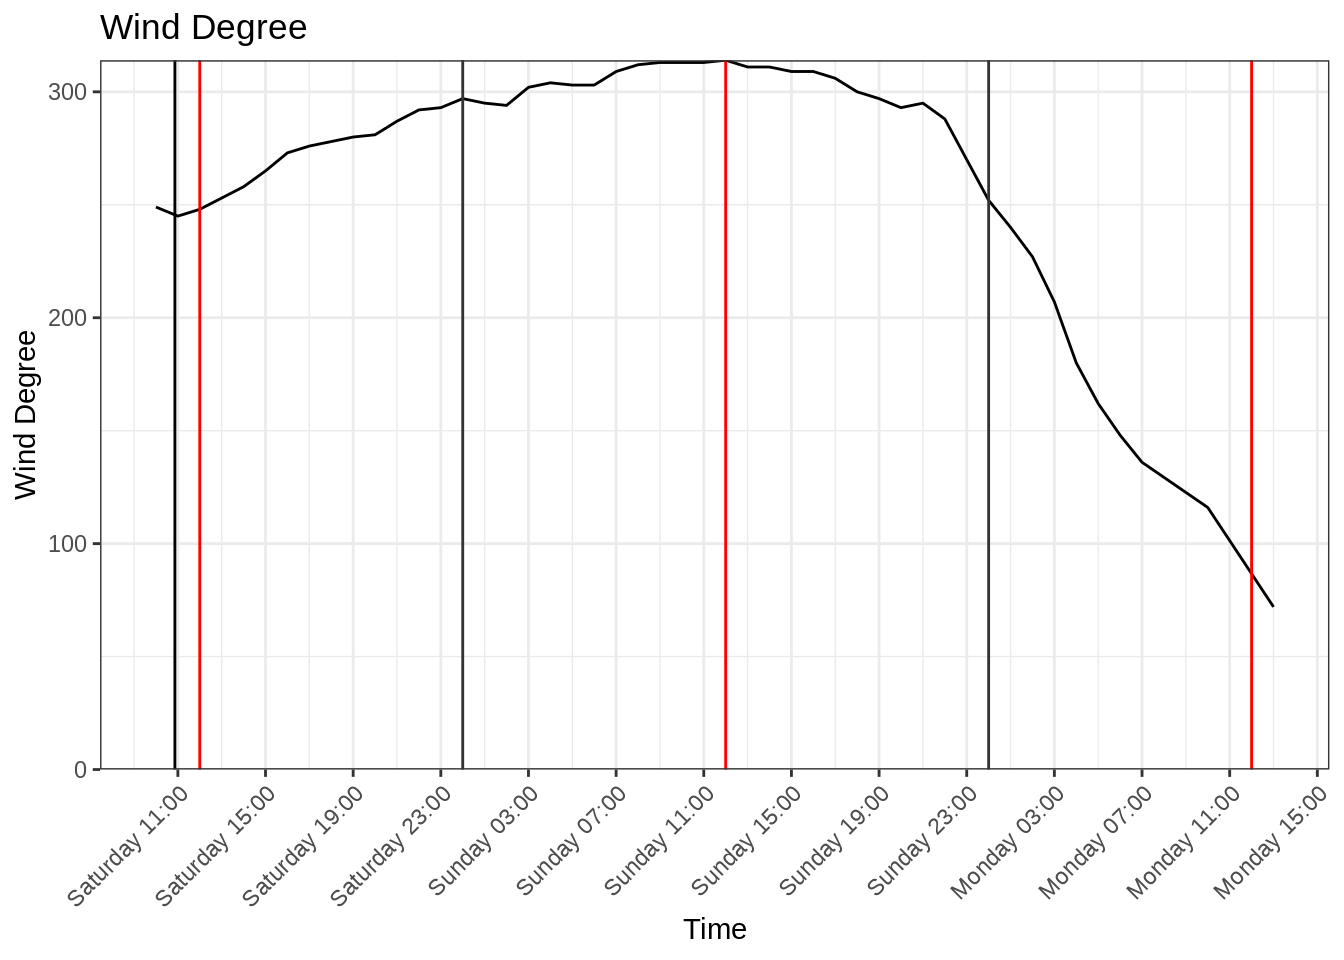 Wind Degree
Wind Degree
300
200
100
0
Saturday 11:00
Saturday 15:00
Saturday 19:00
Saturday 23:00
Sunday 03:00
Sunday 07:00
Sunday 11:00
Sunday 15:00
Sunday 19:00
Sunday 23:00
Monday 03:00
Monday 07:00
Monday 11:00
Monday 15:00
Time